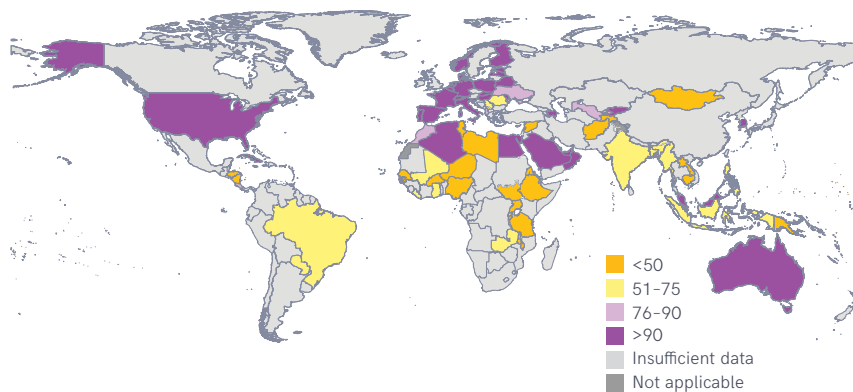 <50
51–75
76–90
>90
Insufficient data
Not applicable